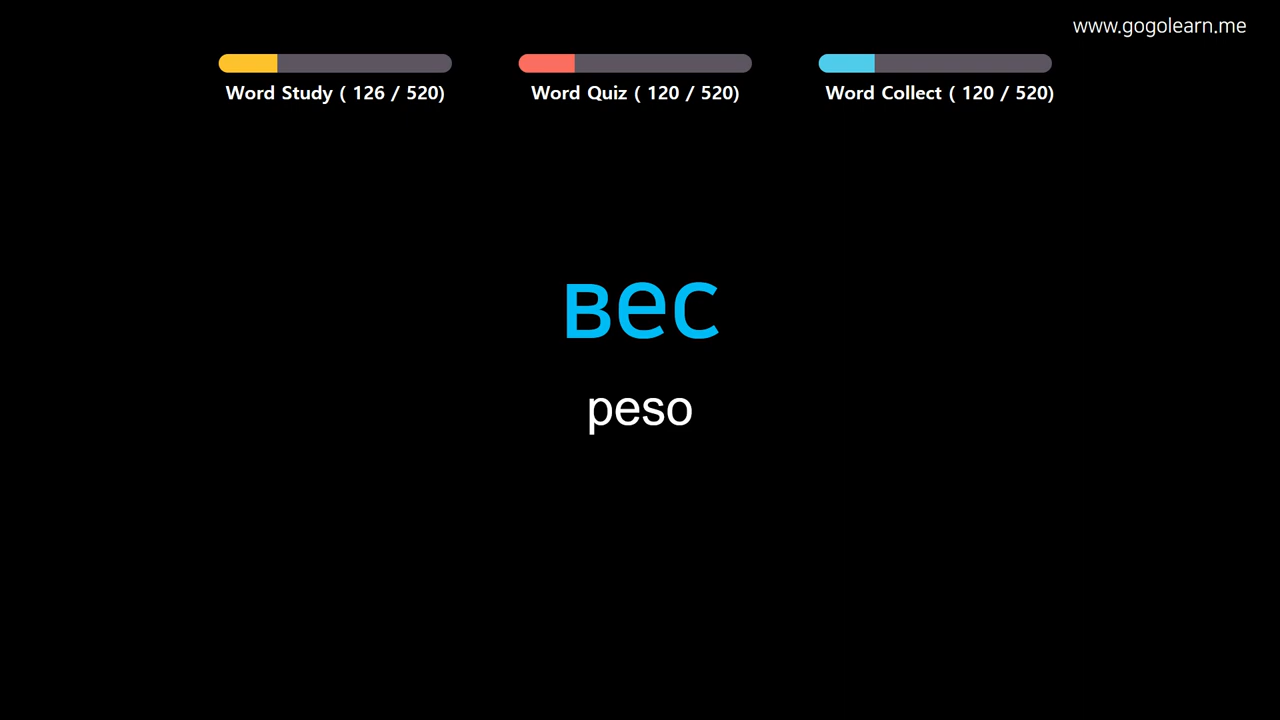 www.gogolearn.me
Word Study ( 126 / 520)
Word Quiz ( 120 / 520)
Word Collect ( 120 / 520)
вес
peso